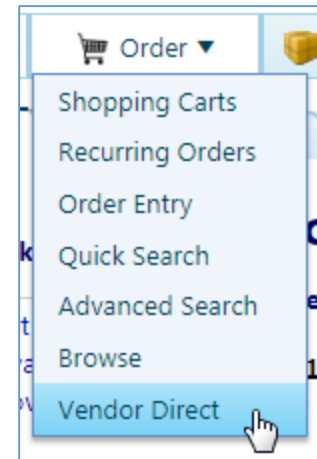 Order ▼
Shopping Carts
Recurring Orders
Order Entry
Quick Search
Advanced Search
Browse
Vendor Direct